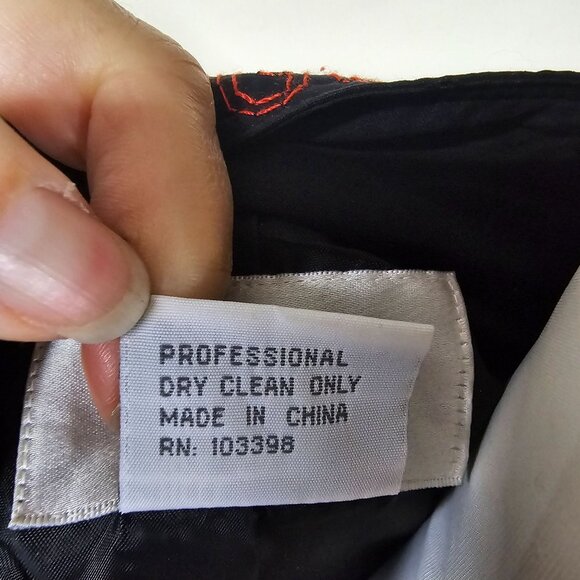 PROFESSIONAL
DRY CLEAN ONLY
MADE IN CHINA
RN: 103398